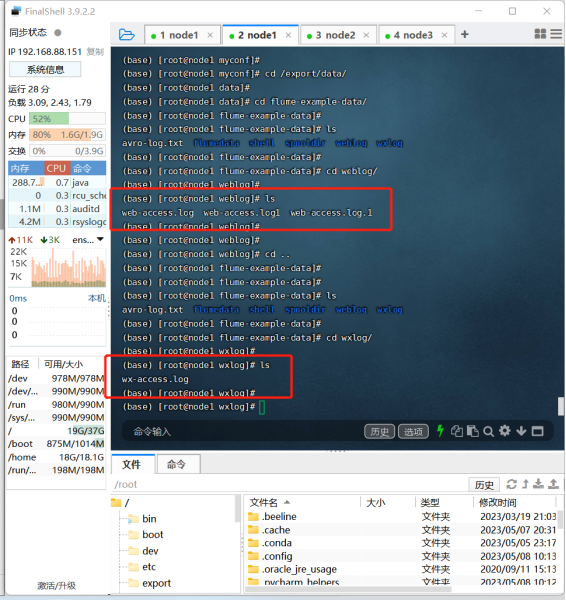 FinalShell 3.9.2.2
同步状态
IP 192.168.88.151 复制
系统信息
运行 28 分
负载 3.09, 2.43, 1.79
CPU 52%
内存 80% 1.6G/1.9G
交换 0% 0/3.9G
内存 CPU 命令
288.7... 0.7 java
0 0.3 rcu_sche
1.1M 0.3 auditd
4.2M 0.3 rsyslogd
11K 3K ens...
22K
15K
7K
0ms 本机
0
0
0
路径 可用/大小
/dev 978M/978M
/dev/... 990M/990M
/run 980M/990M
/sys/... 990M/990M
/ 19G/37G
/boot 875M/1014M
/home 18G/18.1G
/run/... 198M/198M
激活/升级
1 node1
2 node1
3 node2
4 node3
(base) [root@node1 myconf]#
(base) [root@node1 myconf]# cd /export/data/
(base) [root@node1 data]#
(base) [root@node1 data]# cd flume-example-data/
(base) [root@node1 flume-example-data]#
(base) [root@node1 flume-example-data]# ls
avro-log.txt flumedata shell spooldir weblog wxlog
(base) [root@node1 flume-example-data]#
(base) [root@node1 flume-example-data]# cd weblog/
(base) [root@node1 weblog]#
(base) [root@node1 weblog]# ls
web-access.log web-access.log1 web-access.log.1
(base) [root@node1 weblog]#
(base) [root@node1 weblog]#
(base) [root@node1 weblog]# cd ..
(base) [root@node1 flume-example-data]#
(base) [root@node1 flume-example-data]# ls
avro-log.txt flumedata shell spooldir weblog wxlog
(base) [root@node1 flume-example-data]#
(base) [root@node1 flume-example-data]# cd wxlog/
(base) [root@node1 wxlog]#
(base) [root@node1 wxlog]# ls
wx-access.log
(base) [root@node1 wxlog]#
(base) [root@node1 wxlog]#
命令输入 历史 选项
文件 命令
/root 历史
/
bin
boot
dev
etc
export
文件名 大小 类型 修改时间
.beeline 文件夹 2023/03/19 21:03
.cache 文件夹 2023/05/07 20:31
.conda 文件夹 2023/05/05 23:17
.config 文件夹 2023/05/08 10:13
.oracle_jre_usage 文件夹 2020/09/11 15:13
.pycharm_helpers 文件夹 2023/05/08 10:12